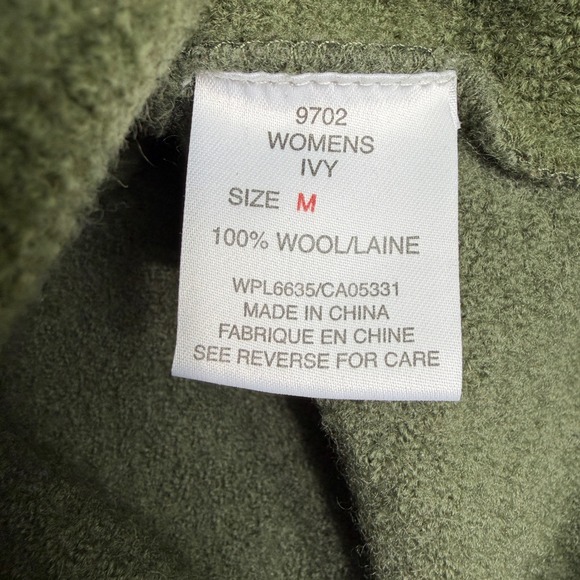 9702
WOMENS
IVY
SIZE M
100% WOOL/LAINE
WPL6635/CA05331
MADE IN CHINA
FABRIQUE EN CHINE
SEE REVERSE FOR CARE